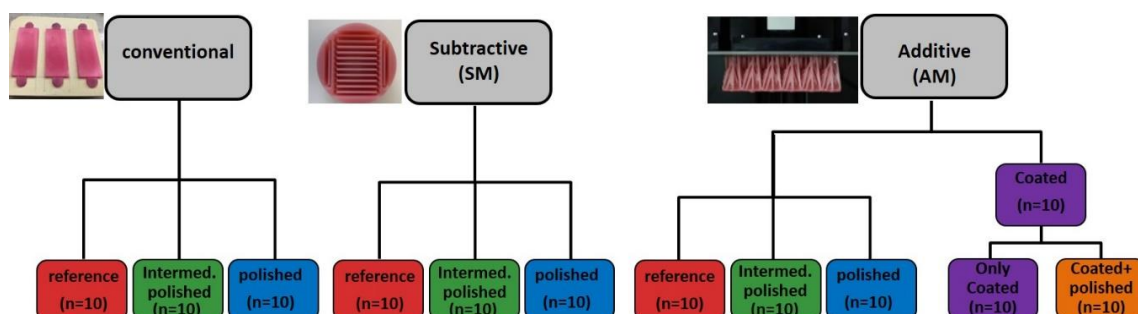 conventional
Subtractive
(SM)
Additive
(AM)
Coated
(n=10)
reference
(n=10)
Intermed.
polished
(n=10)
polished
(n=10)
reference
(n=10)
Intermed.
polished
(n=10)
polished
(n=10)
reference
(n=10)
Intermed.
polished
(n=10)
polished
(n=10)
Only
Coated
(n=10)
Coated+
polished
(n=10)